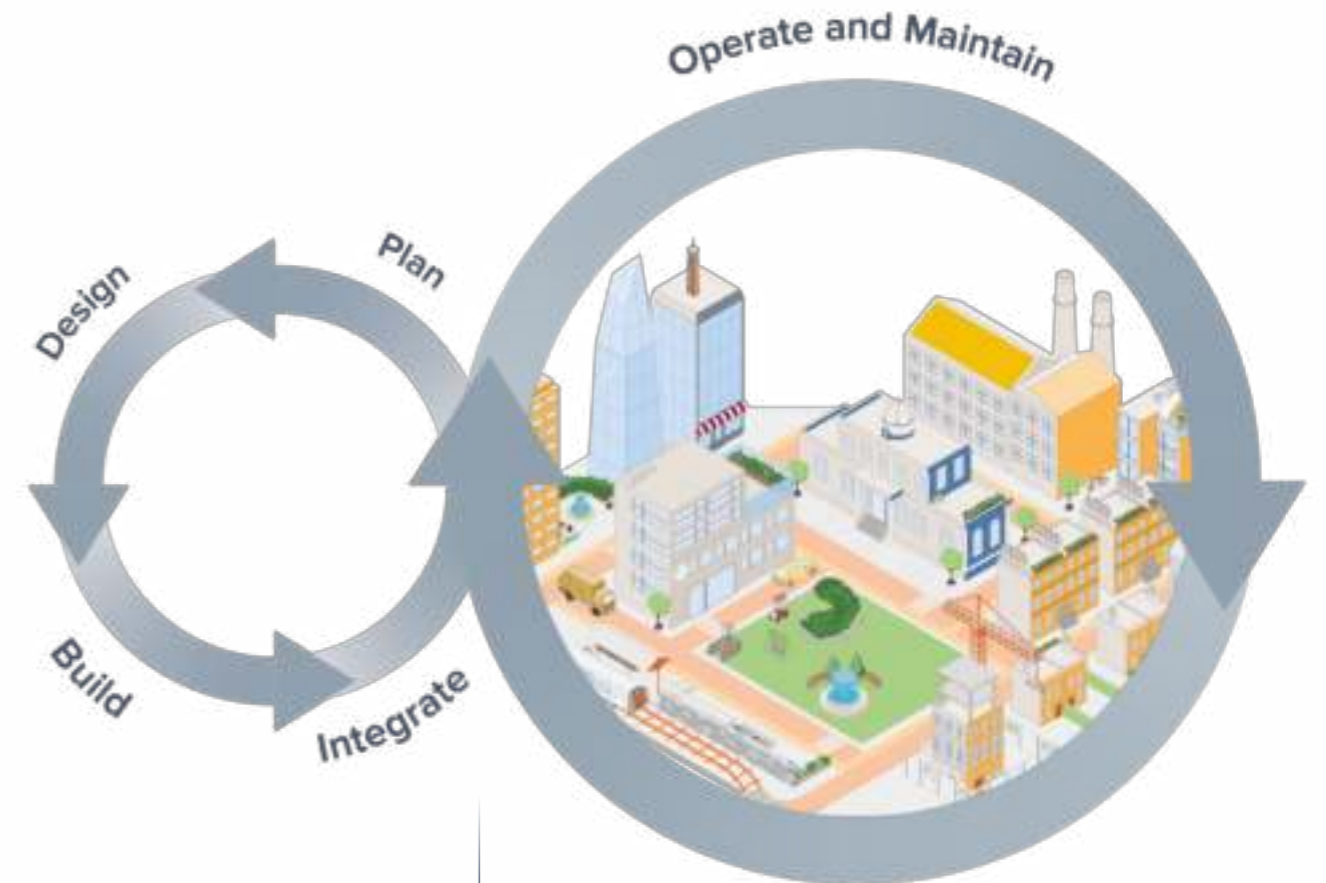 Operate and Maintain
Plan
Design
Build
Integrate